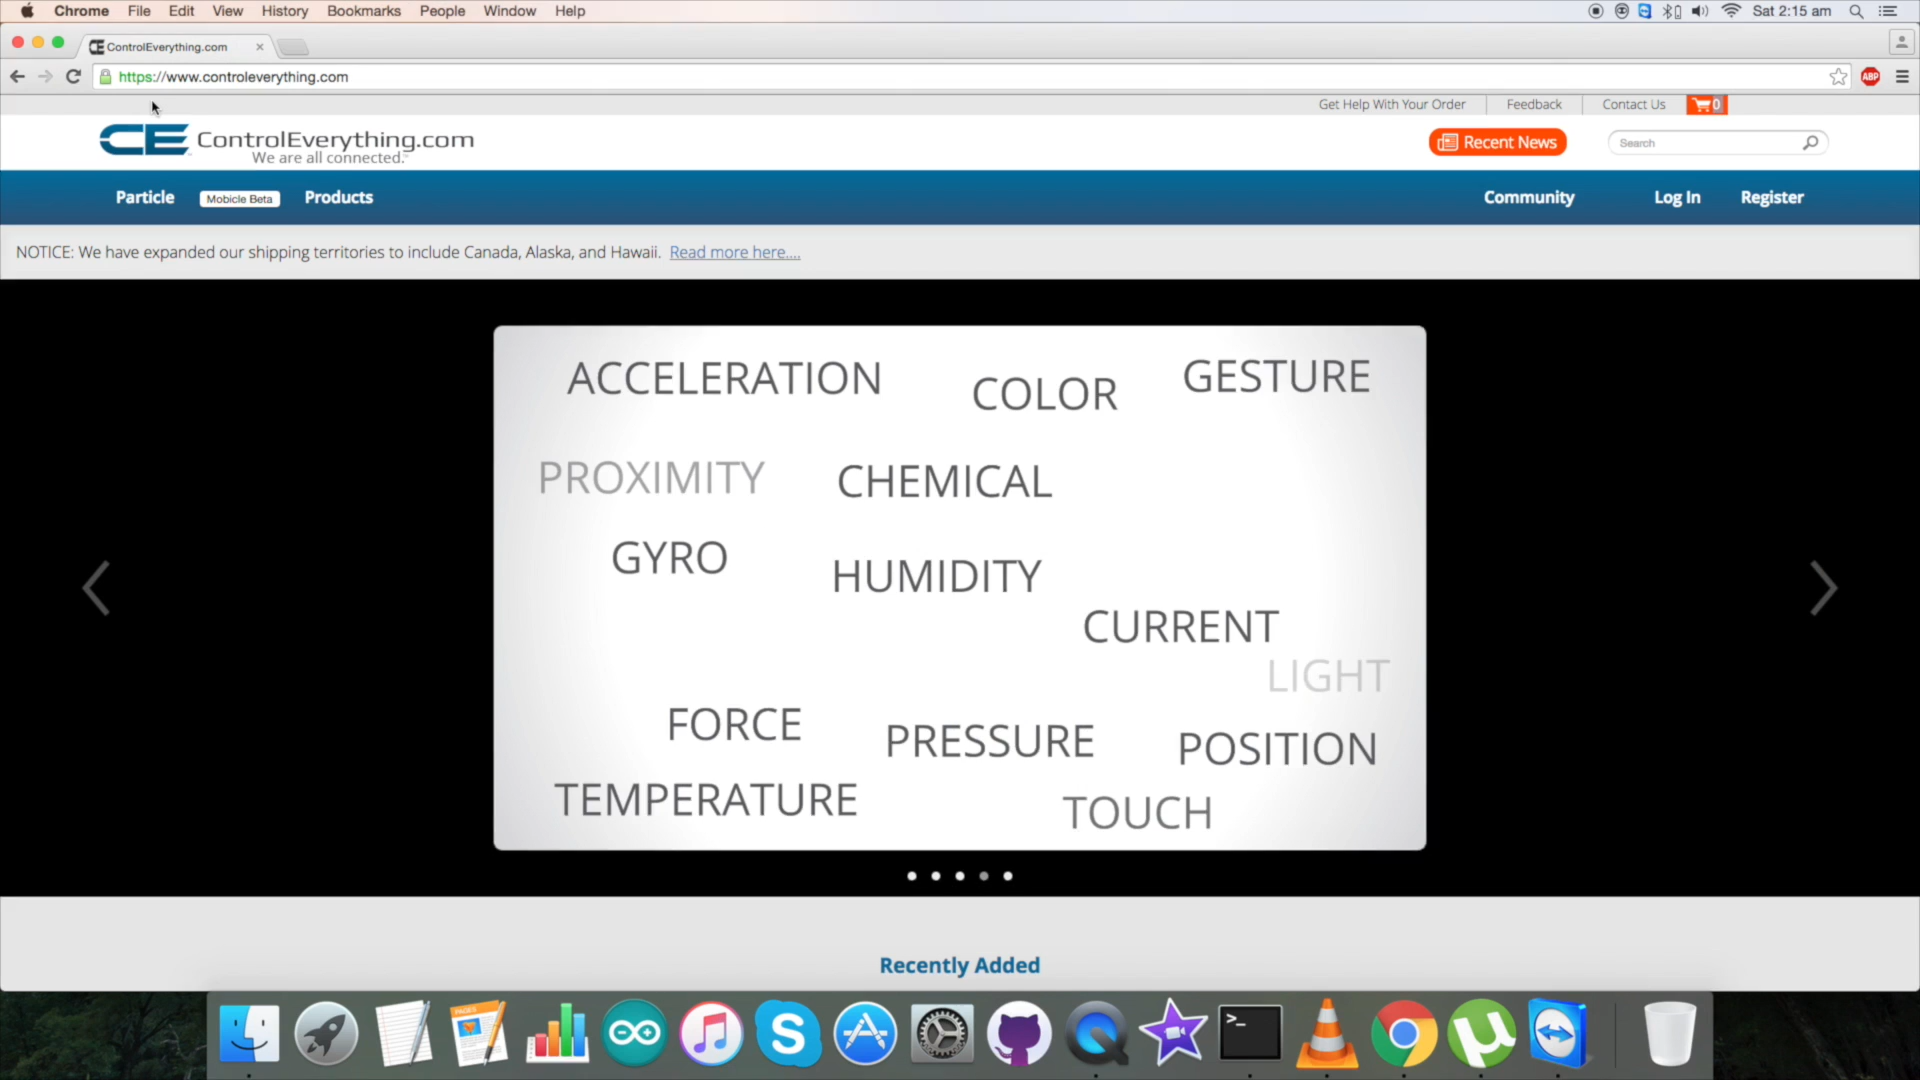 Chrome File Edit View History Bookmarks People Window Help Sat 2:15 am
ControlEverything.com
https://www.controleverything.com ABP
Get Help With Your Order Feedback Contact Us 0
CE ControlEverything.com
We are all connected.
Recent News Search
Particle Mobicle Beta Products Community Log In Register
NOTICE: We have expanded our shipping territories to include Canada, Alaska, and Hawaii. Read more here....
ACCELERATION COLOR GESTURE
PROXIMITY CHEMICAL
GYRO HUMIDITY
CURRENT
LIGHT
FORCE PRESSURE POSITION
TEMPERATURE TOUCH
Recently Added
PAGES